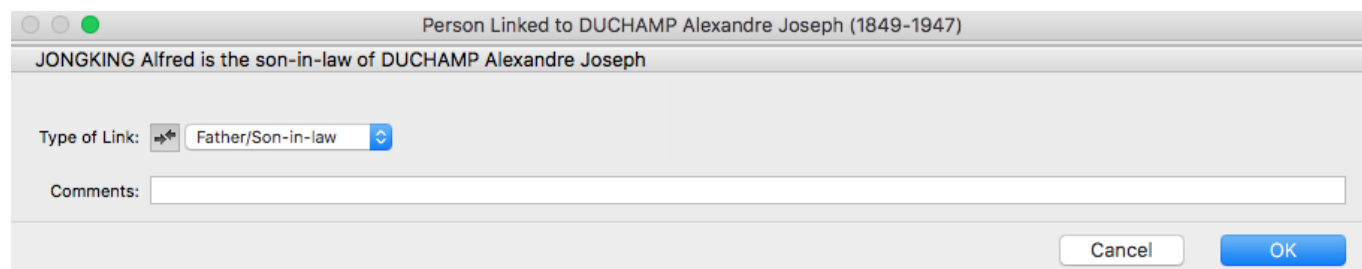 Person Linked to DUCHAMP Alexandre Joseph (1849-1947)
JONGKING Alfred is the son-in-law of DUCHAMP Alexandre Joseph
Type of Link: Father/Son-in-law
Comments:
Cancel OK